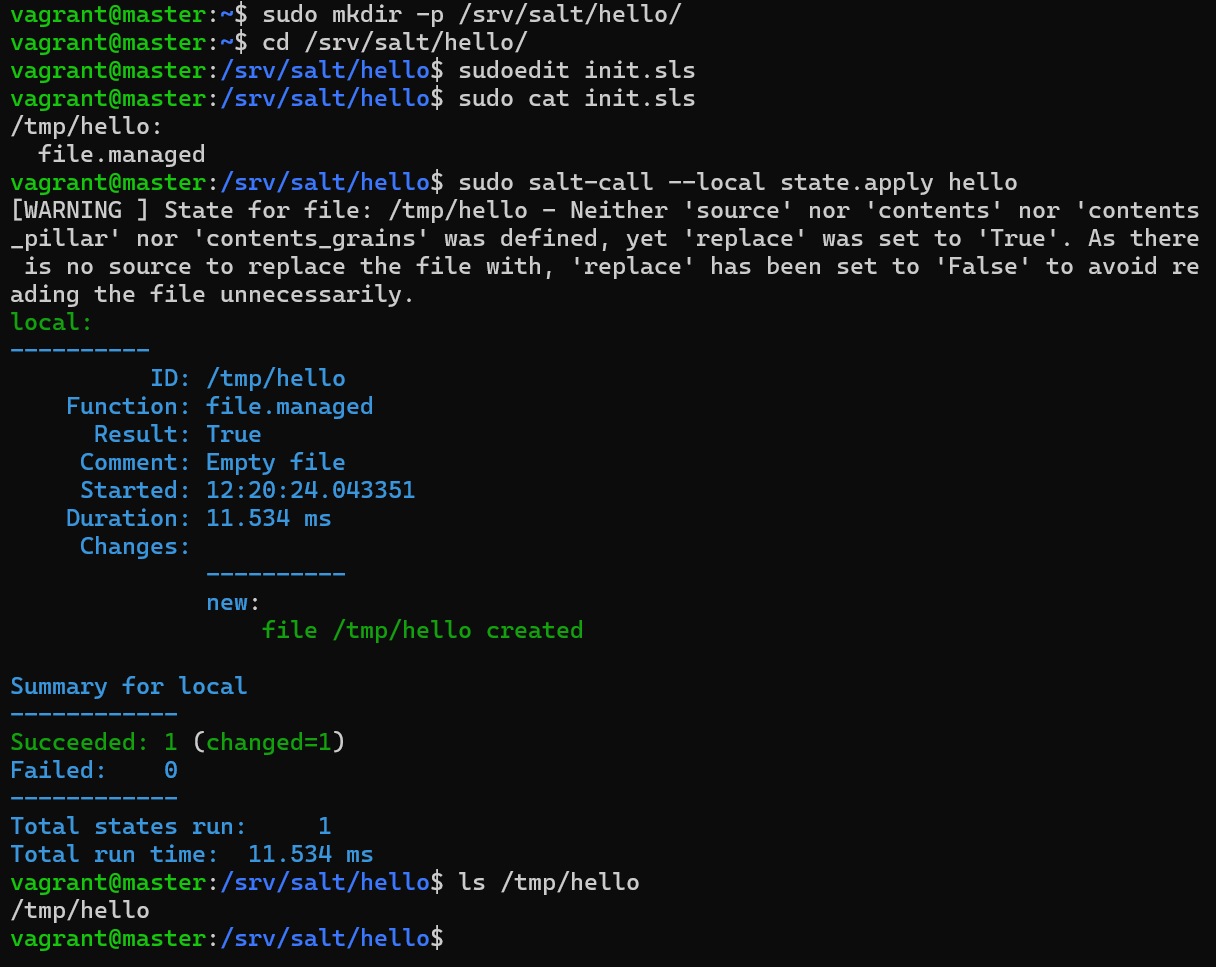 vagrant@master:~$ sudo mkdir -p /srv/salt/hello/
vagrant@master:~$ cd /srv/salt/hello/
vagrant@master:/srv/salt/hello$ sudoedit init.sls
vagrant@master:/srv/salt/hello$ sudo cat init.sls
/tmp/hello:
  file.managed
vagrant@master:/srv/salt/hello$ sudo salt-call --local state.apply hello
[WARNING ] State for file: /tmp/hello - Neither 'source' nor 'contents' nor 'contents
_pillar' nor 'contents_grains' was defined, yet 'replace' was set to 'True'. As there
 is no source to replace the file with, 'replace' has been set to 'False' to avoid re
ading the file unnecessarily.
local:
----------
          ID: /tmp/hello
    Function: file.managed
      Result: True
     Comment: Empty file
     Started: 12:20:24.043351
    Duration: 11.534 ms
     Changes:
              ----------
              new:
                  file /tmp/hello created

Summary for local
------------
Succeeded: 1 (changed=1)
Failed:    0
------------
Total states run:     1
Total run time:  11.534 ms
vagrant@master:/srv/salt/hello$ ls /tmp/hello
/tmp/hello
vagrant@master:/srv/salt/hello$